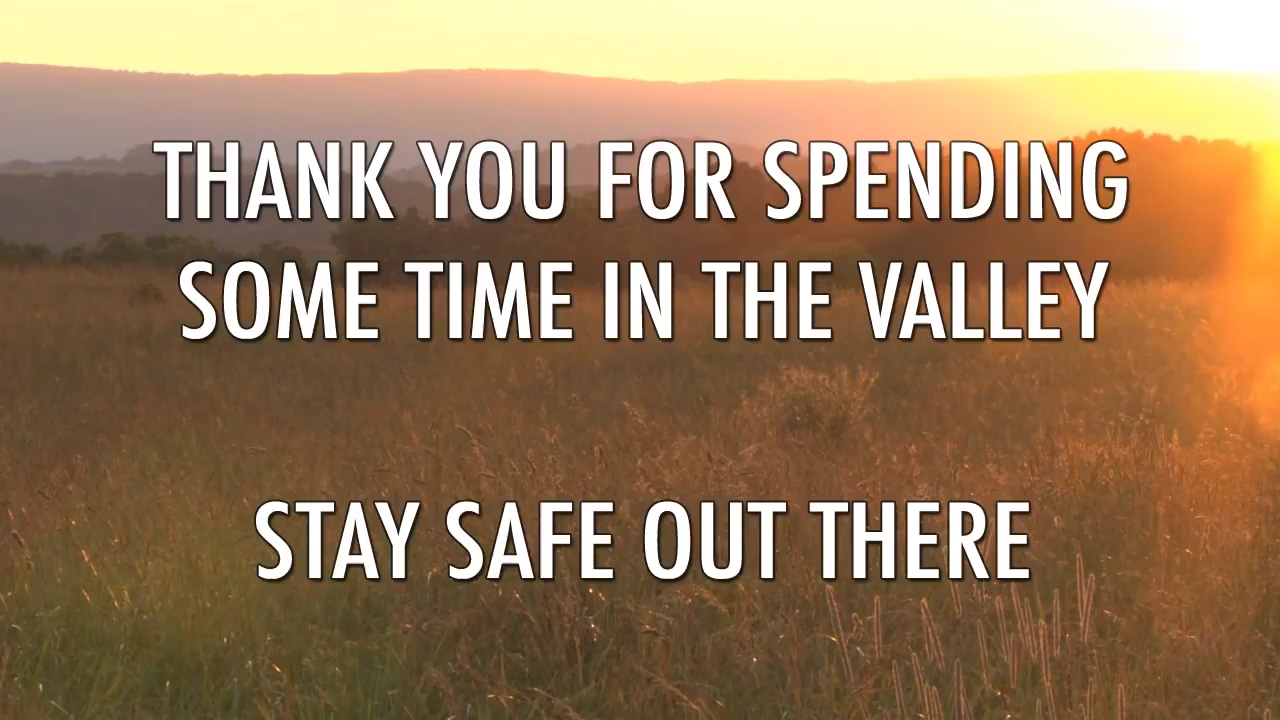 THANK YOU FOR SPENDING
SOME TIME IN THE VALLEY
STAY SAFE OUT THERE